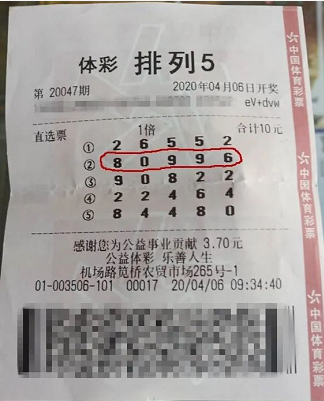 体彩 排列5
第 20047期 2020年04月06日开奖
eV+dvw
直选票 1倍 合计10元
① 2 6 5 5 2
② 8 0 9 9 6
③ 9 0 8 2 2
④ 2 2 4 6 4
⑤ 8 4 4 8 0
感谢您为公益事业贡献 3.70元
公益体彩 乐善人生
机场路笕桥农贸市场265号-1
01-003506-101 00017 20/04/06 09:34:40
中国体育彩票
中国体育彩票